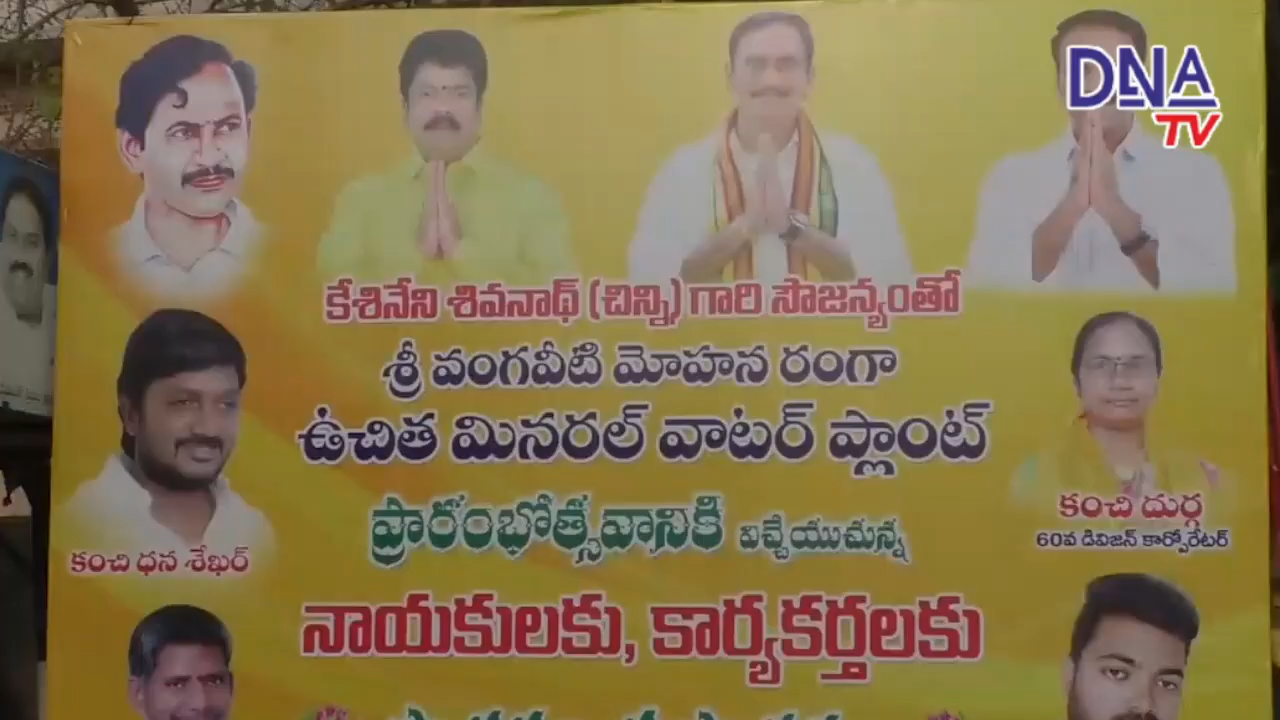 DNA
TV
కేశినేని శివనాథ్ (చిన్ని) గారి సౌజన్యంతో
శ్రీ వంగవీటి మోహన రంగా
ఉచిత మినరల్ వాటర్ ప్లాంట్
ప్రారంభోత్సవానికి విచ్చేయుచున్న
కంచి దుర్గ
60వ డివిజన్ కార్పోరేటర్
కంచి ధన శేఖర్
నాయకులకు, కార్యకర్తలకు